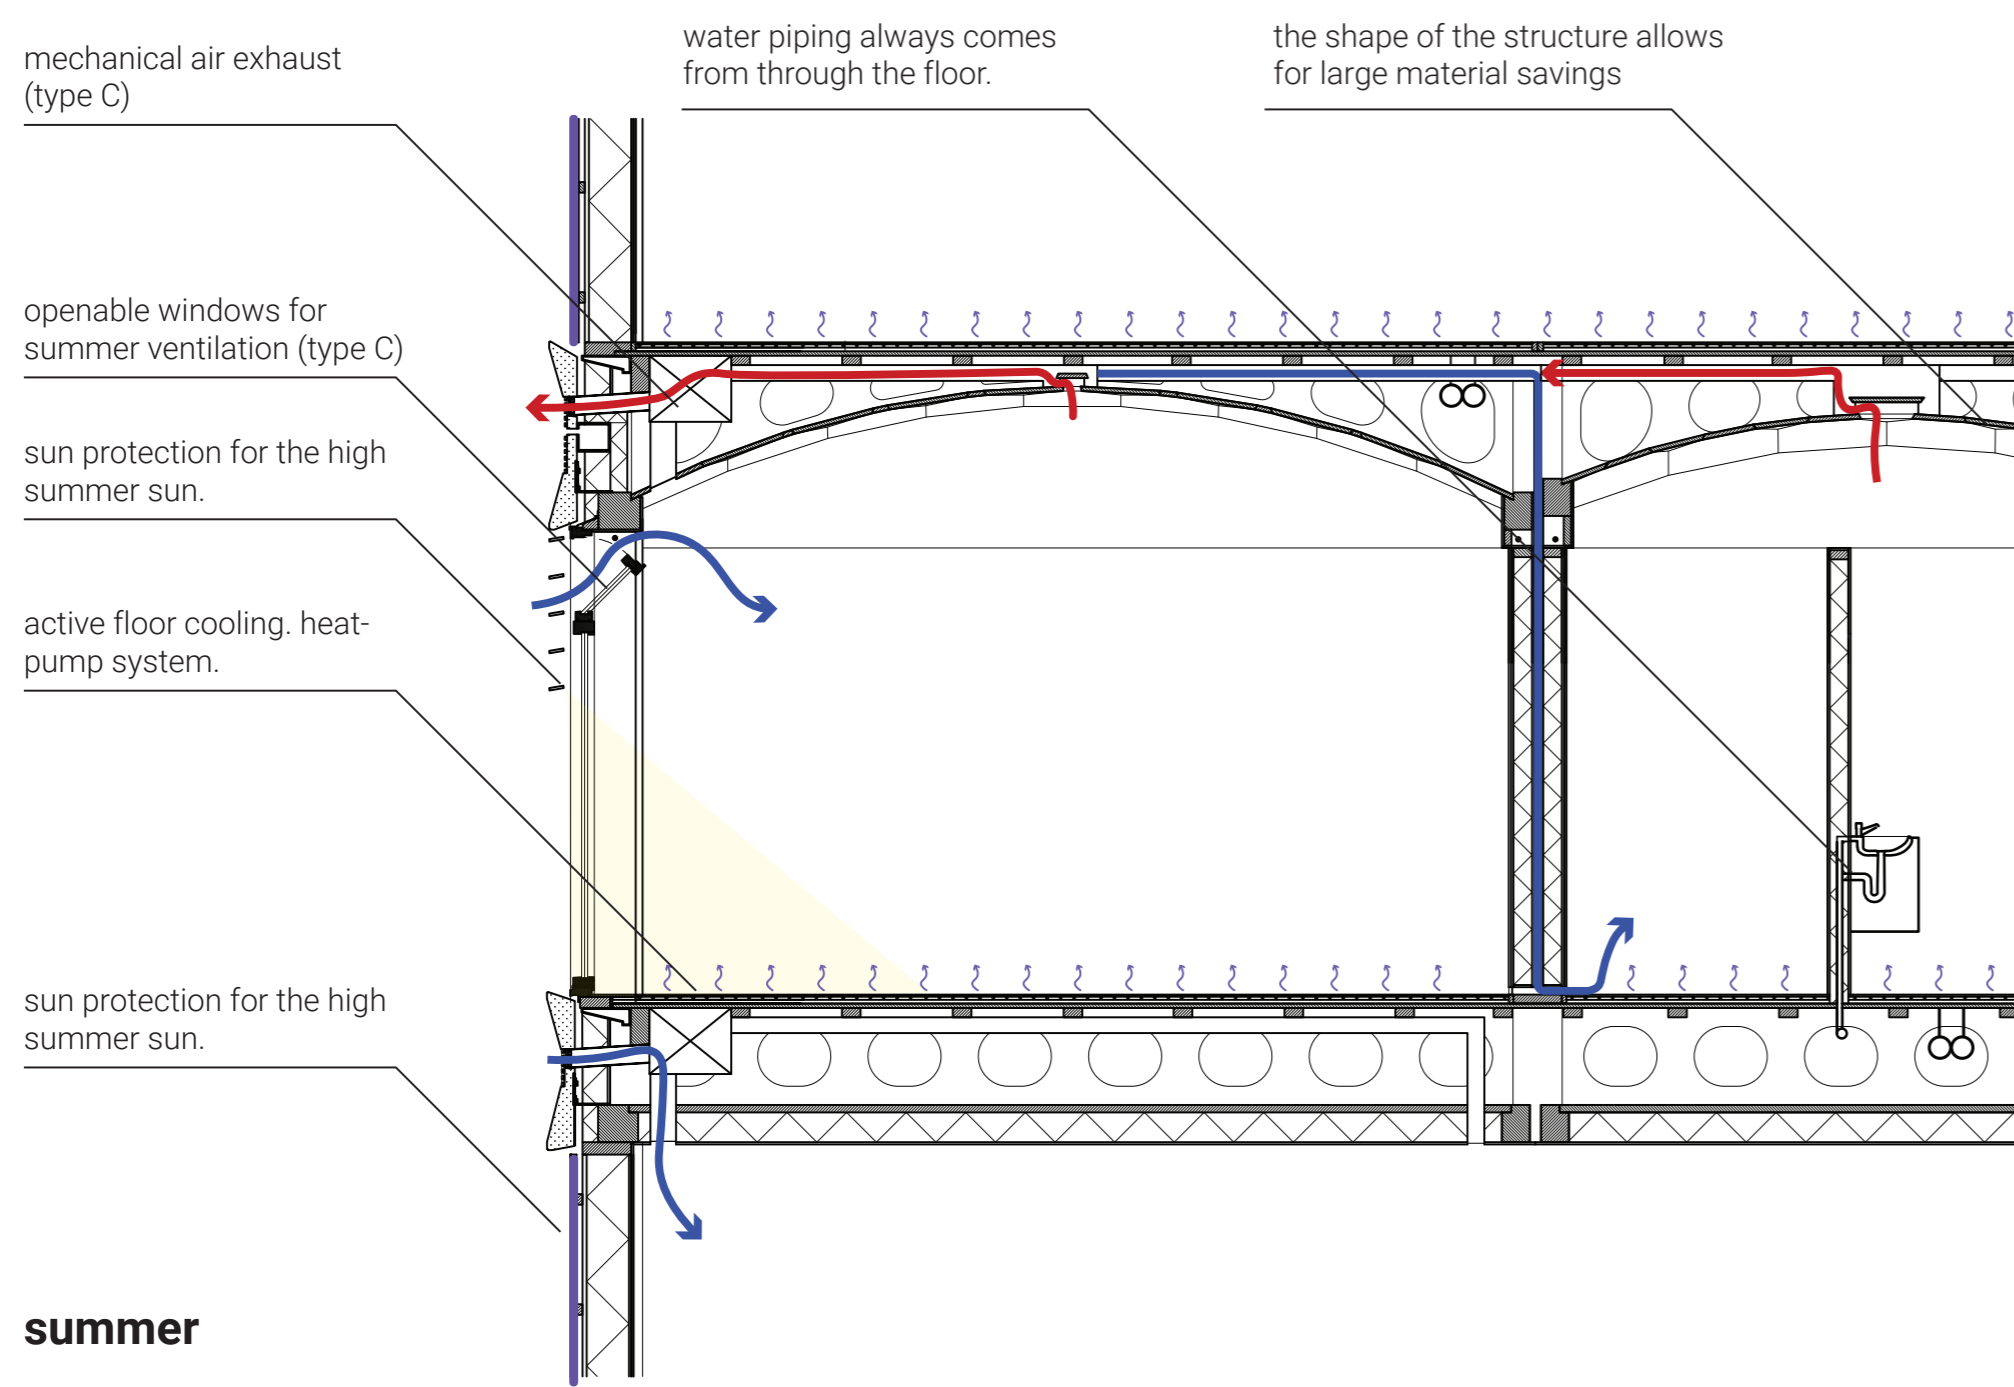 mechanical air exhaust
(type C)
water piping always comes
from through the floor.
the shape of the structure allows
for large material savings
openable windows for
summer ventilation (type C)
sun protection for the high
summer sun.
active floor cooling. heat-
pump system.
sun protection for the high
summer sun.
summer